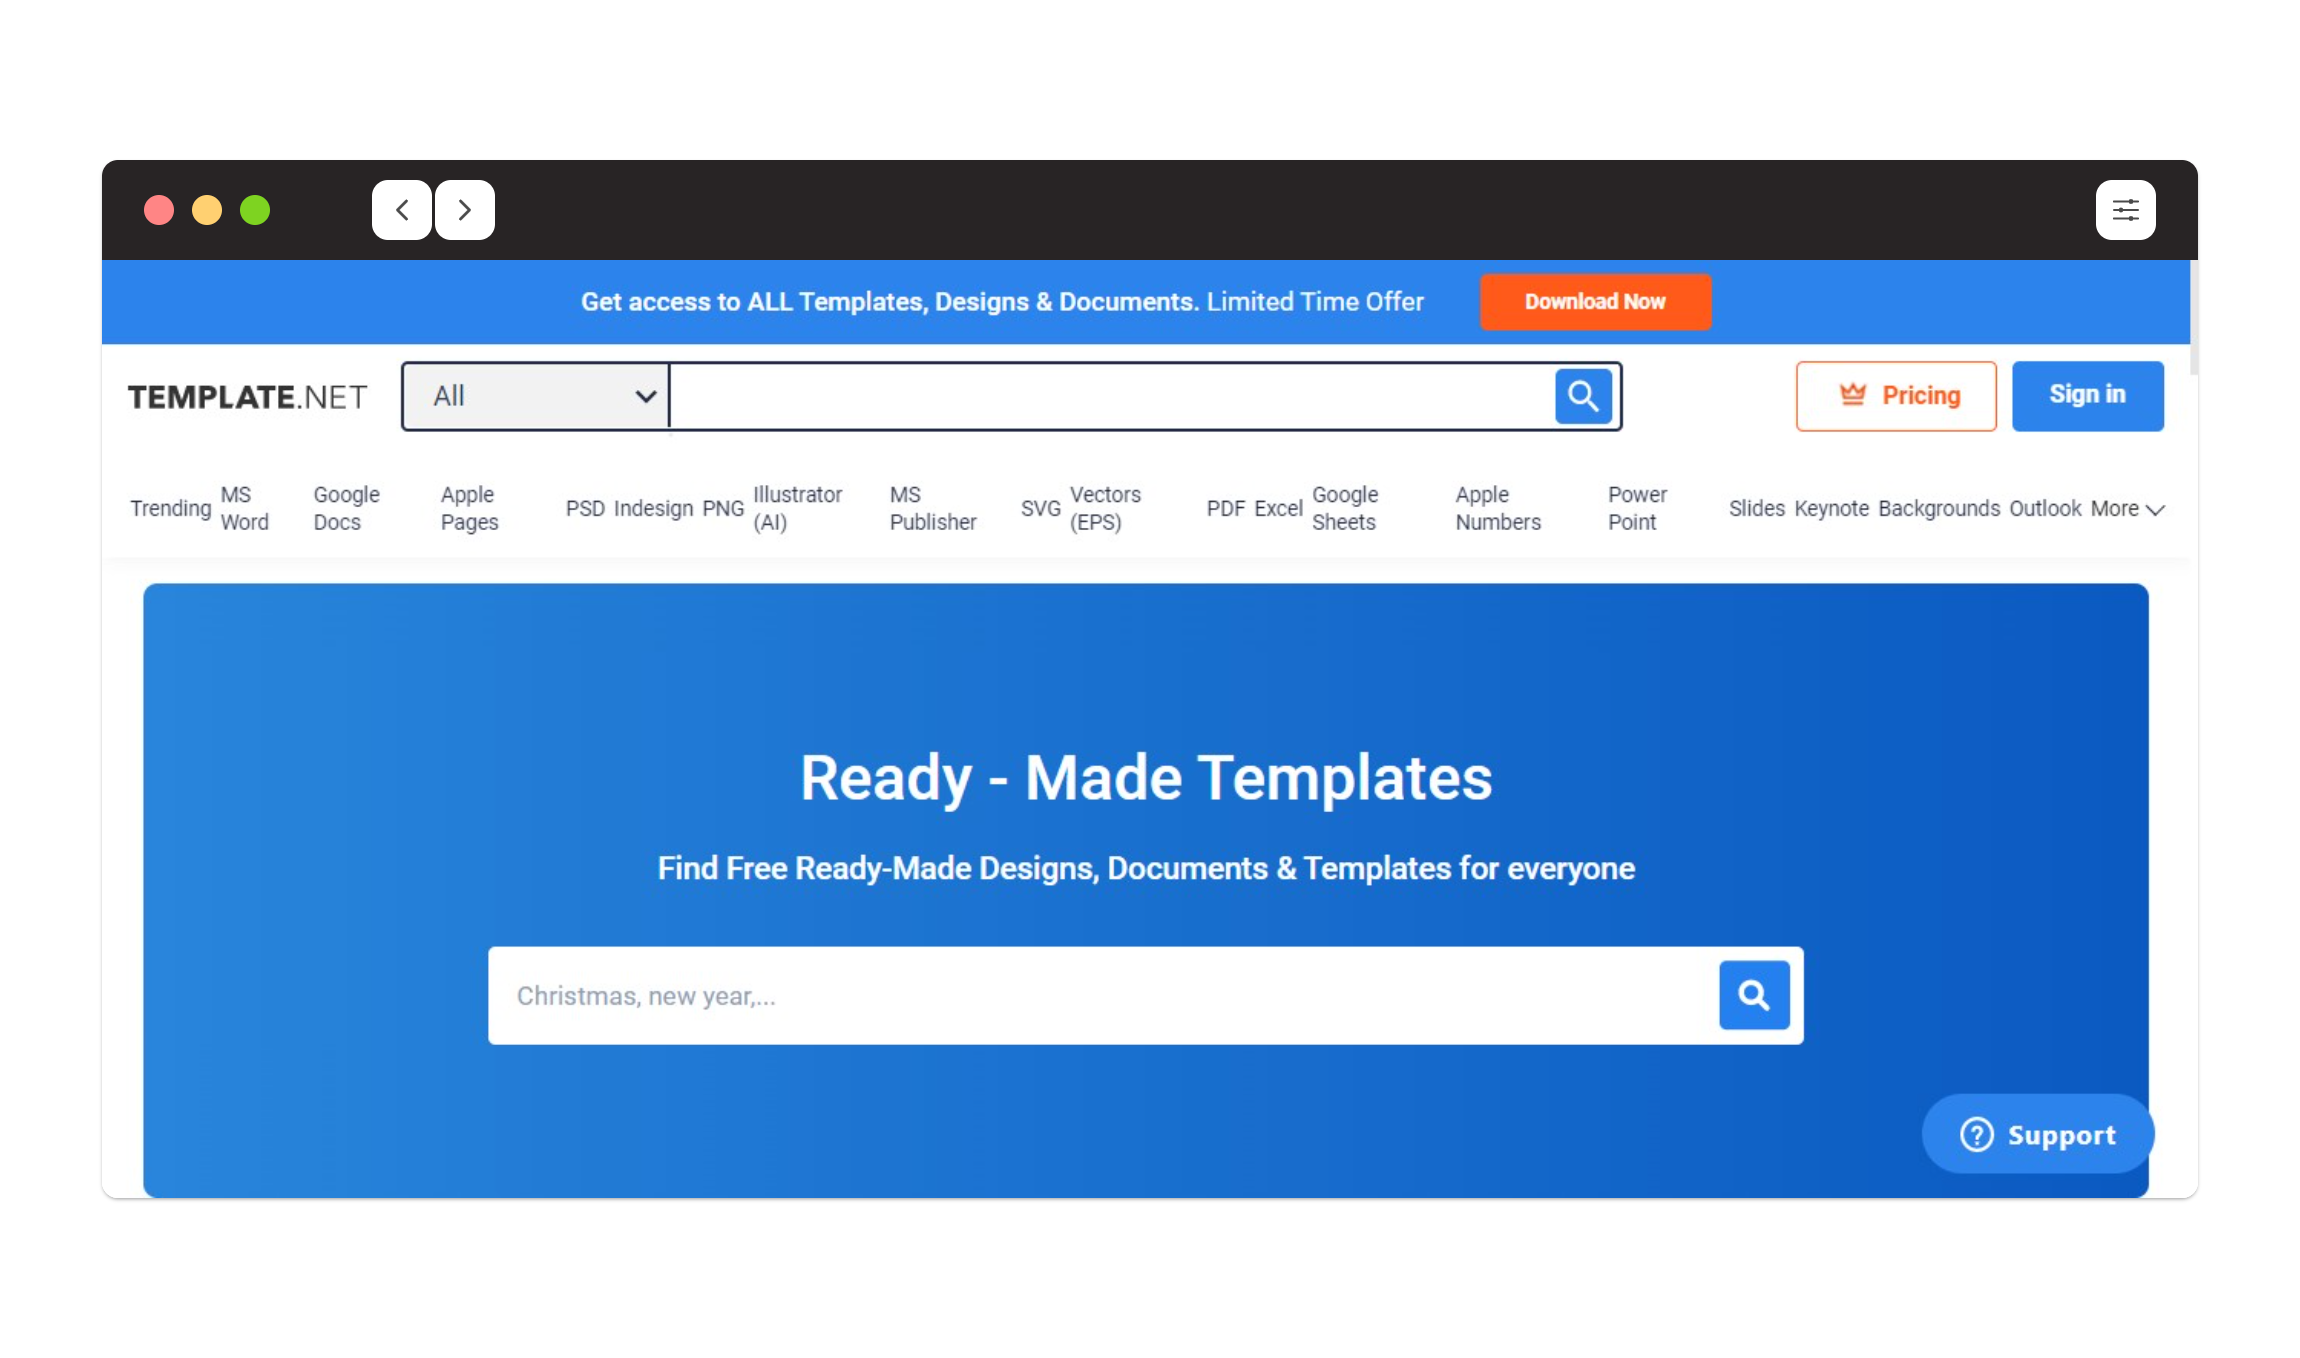 Get access to ALL Templates, Designs & Documents. Limited Time Offer
Download Now
TEMPLATE.NET
All
Pricing
Sign in
Trending
MS
Word
Google
Docs
Apple
Pages
PSD
Indesign
PNG
Illustrator
(AI)
MS
Publisher
SVG
Vectors
(EPS)
PDF
Excel
Google
Sheets
Apple
Numbers
Power
Point
Slides
Keynote
Backgrounds
Outlook
More
Ready - Made Templates
Find Free Ready-Made Designs, Documents & Templates for everyone
Christmas, new year,...
Support